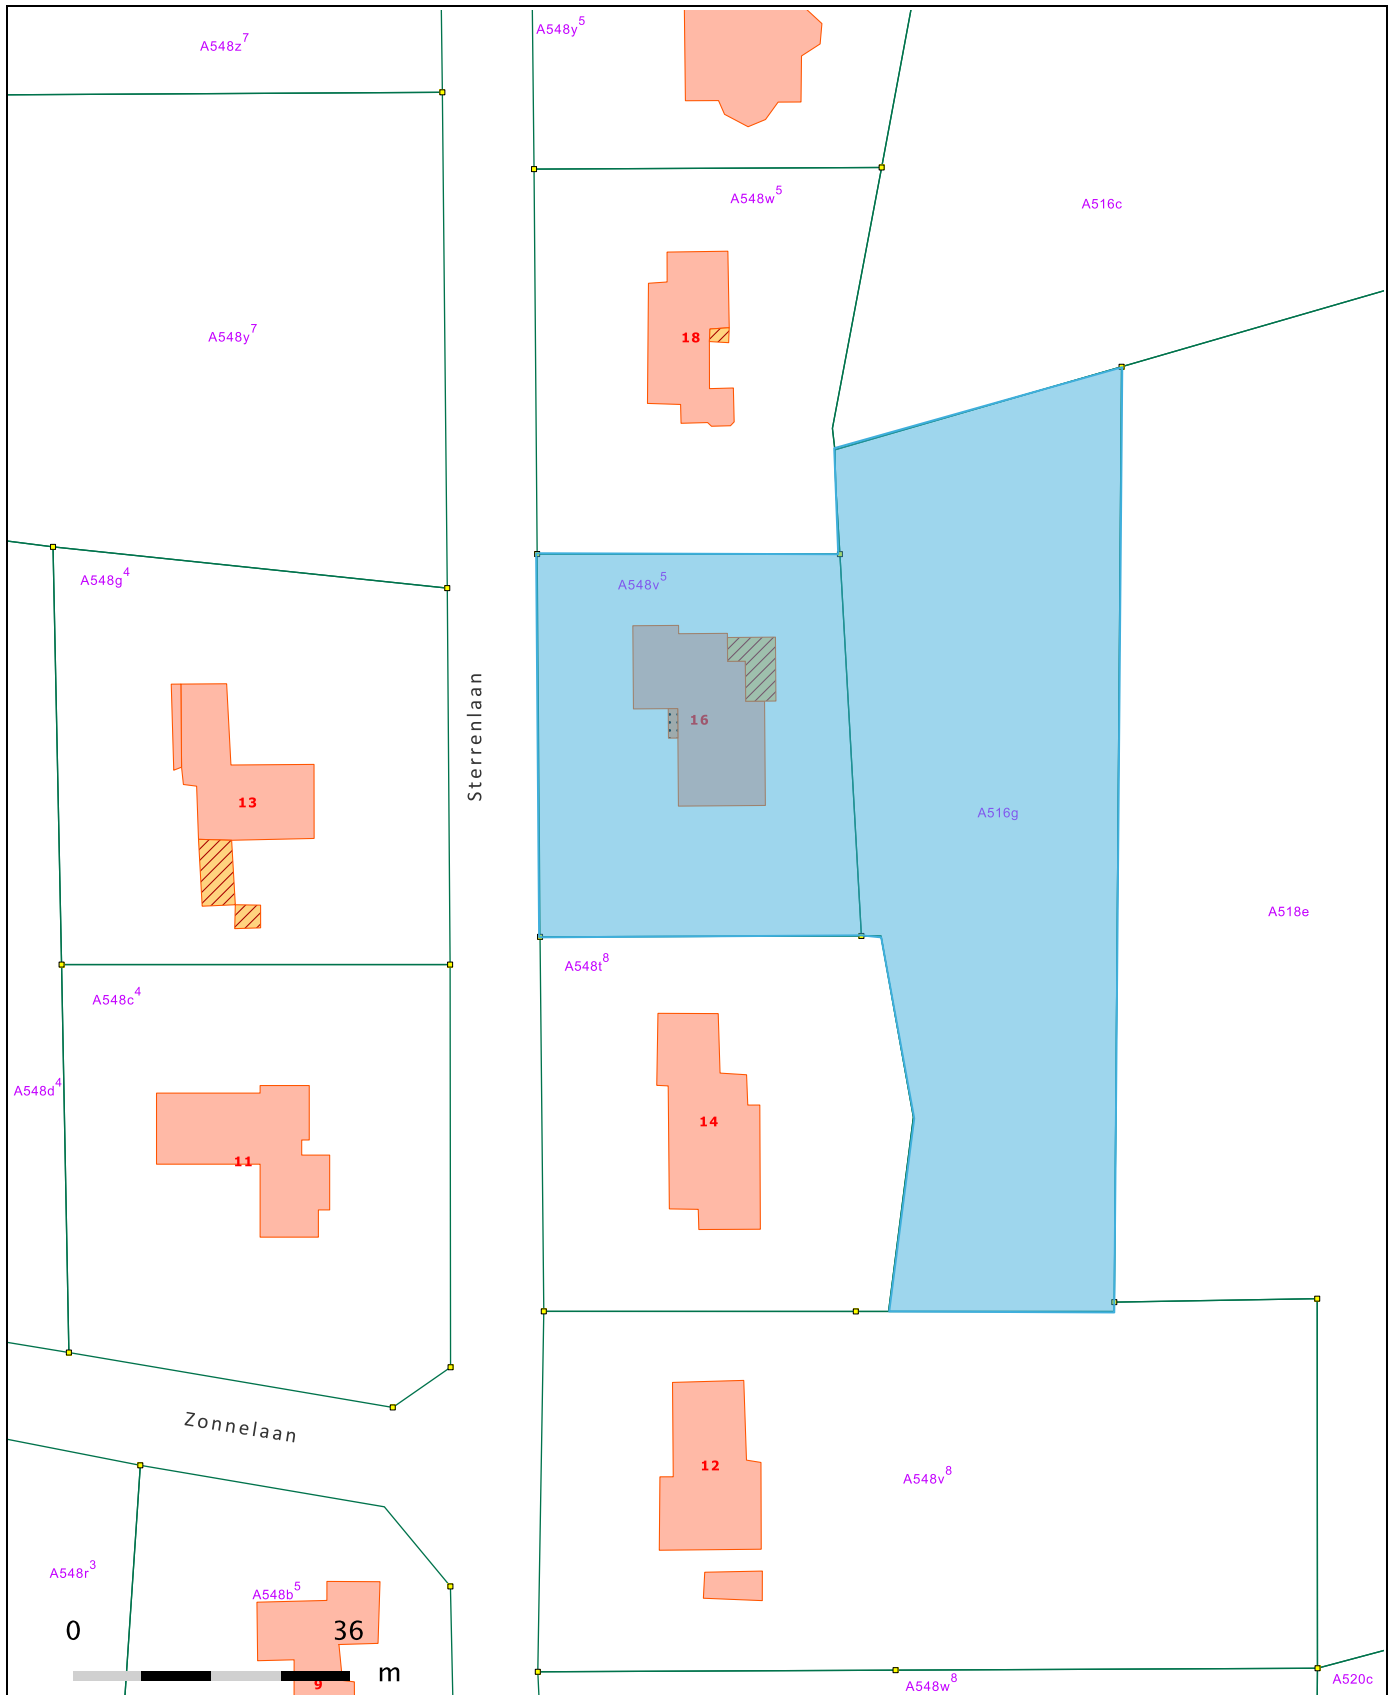 A548y⁵
A548z⁷
A548w⁵
A516c
A548y⁷
18
A548g⁴
A548v⁵
Sterrenlaan
16
13
A516g
A518e
A548t⁸
A548c⁴
A548d⁴
14
11
Zonnelaan
12
A548v⁸
A548r³
A548b⁵
0 36
m
9
A548w⁸
A520c